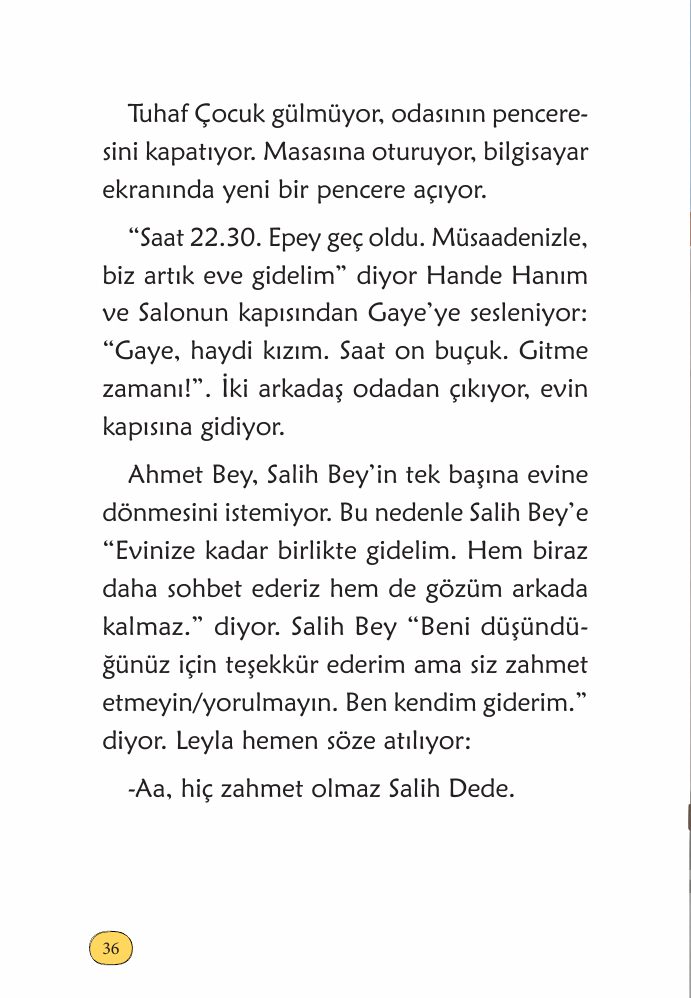 Tuhaf Çocuk gülmüyor, odasının pencere-
sini kapatıyor. Masasına oturuyor, bilgisayar
ekranında yeni bir pencere açıyor.
“Saat 22.30. Epey geç oldu. Müsaadenizle,
biz artık eve gidelim” diyor Hande Hanım
ve Salonun kapısından Gaye’ye sesleniyor:
“Gaye, haydi kızım. Saat on buçuk. Gitme
zamanı!”. İki arkadaş odadan çıkıyor, evin
kapısına gidiyor.
Ahmet Bey, Salih Bey’in tek başına evine
dönmesini istemiyor. Bu nedenle Salih Bey’e
“Evinize kadar birlikte gidelim. Hem biraz
daha sohbet ederiz hem de gözüm arkada
kalmaz.” diyor. Salih Bey “Beni düşündü-
ğünüz için teşekkür ederim ama siz zahmet
etmeyin/yorulmayın. Ben kendim giderim.”
diyor. Leyla hemen söze atılıyor:
-Aa, hiç zahmet olmaz Salih Dede.
36